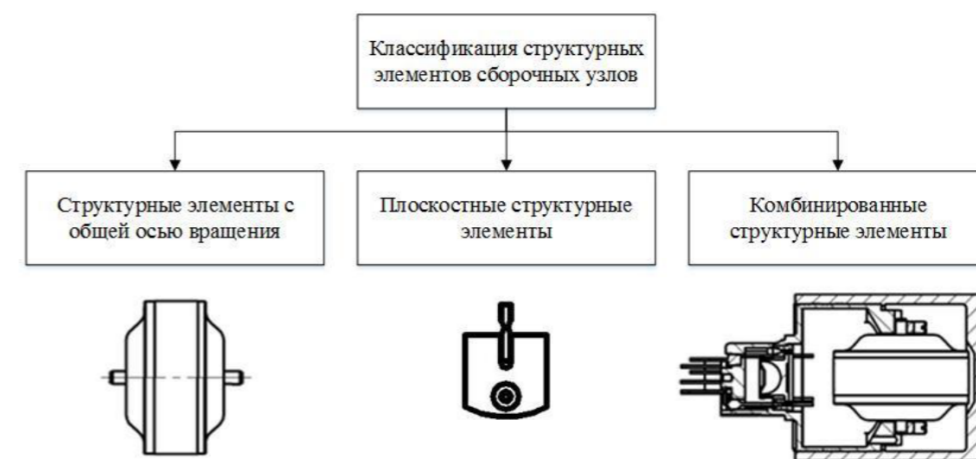 Классификация структурных
элементов сборочных узлов
Структурные элементы с
общей осью вращения
Плоскостные структурные
элементы
Комбинированные
структурные элементы